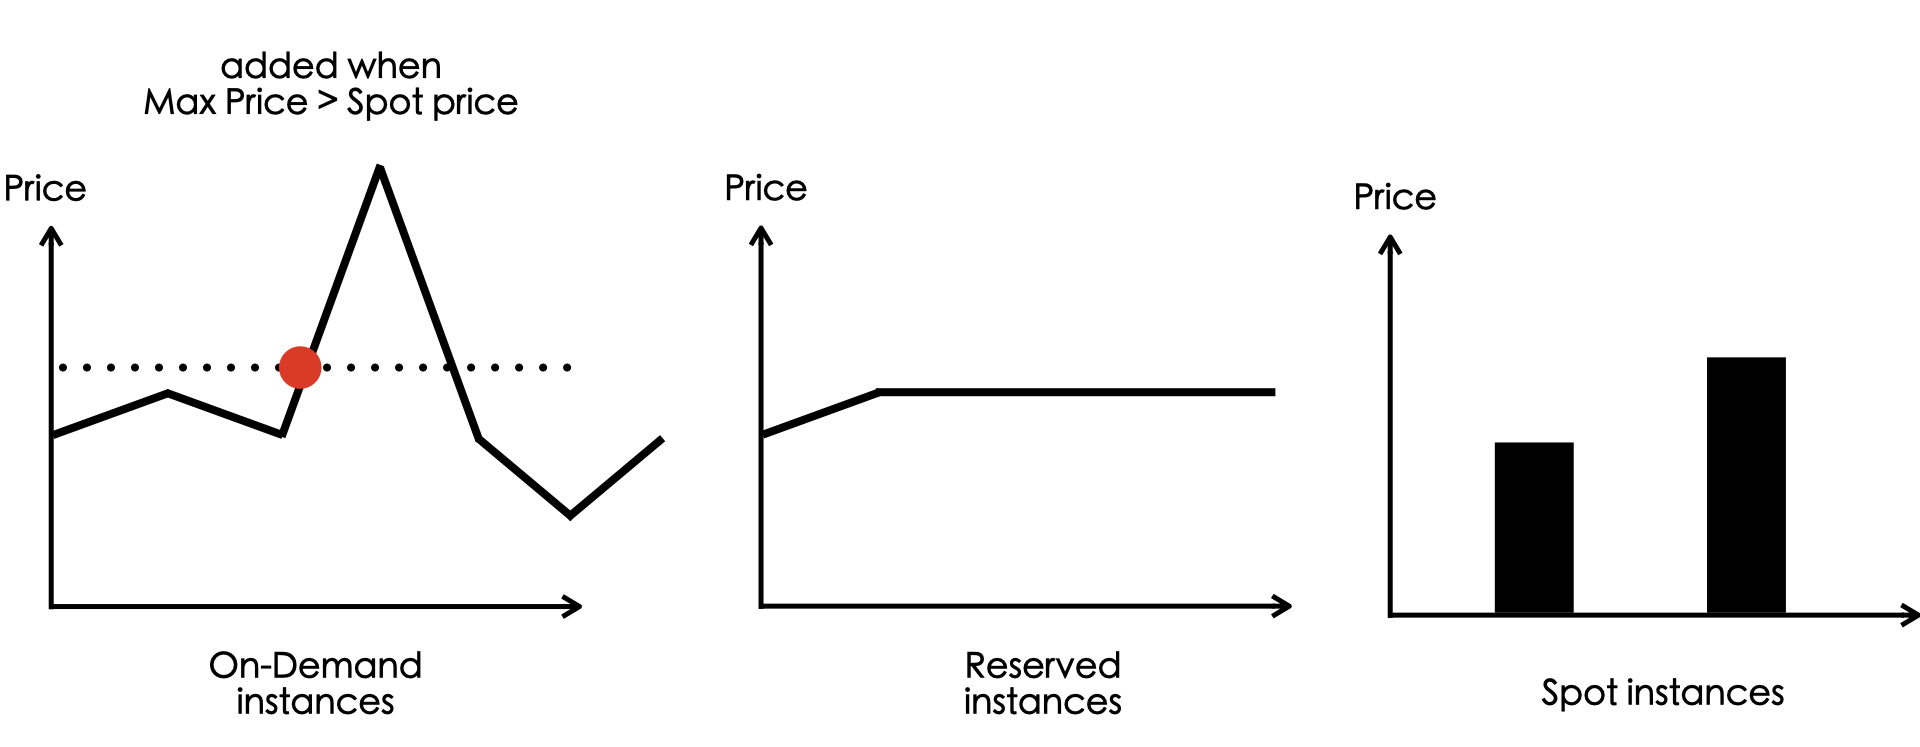 added when
Max Price > Spot price
Price
On-Demand
instances
Price
Reserved
instances
Price
Spot instances